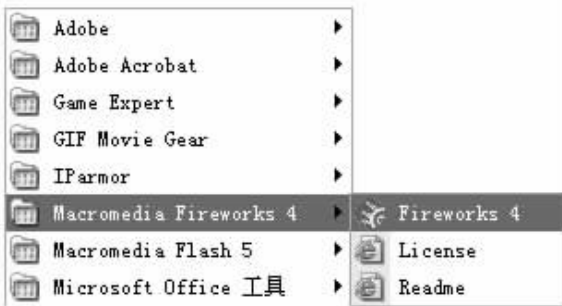 Adobe
Adobe Acrobat
Game Expert
GIF Movie Gear
IParmor
Macromedia Fireworks 4
Macromedia Flash 5
Microsoft Office 工具
Fireworks 4
License
Readme